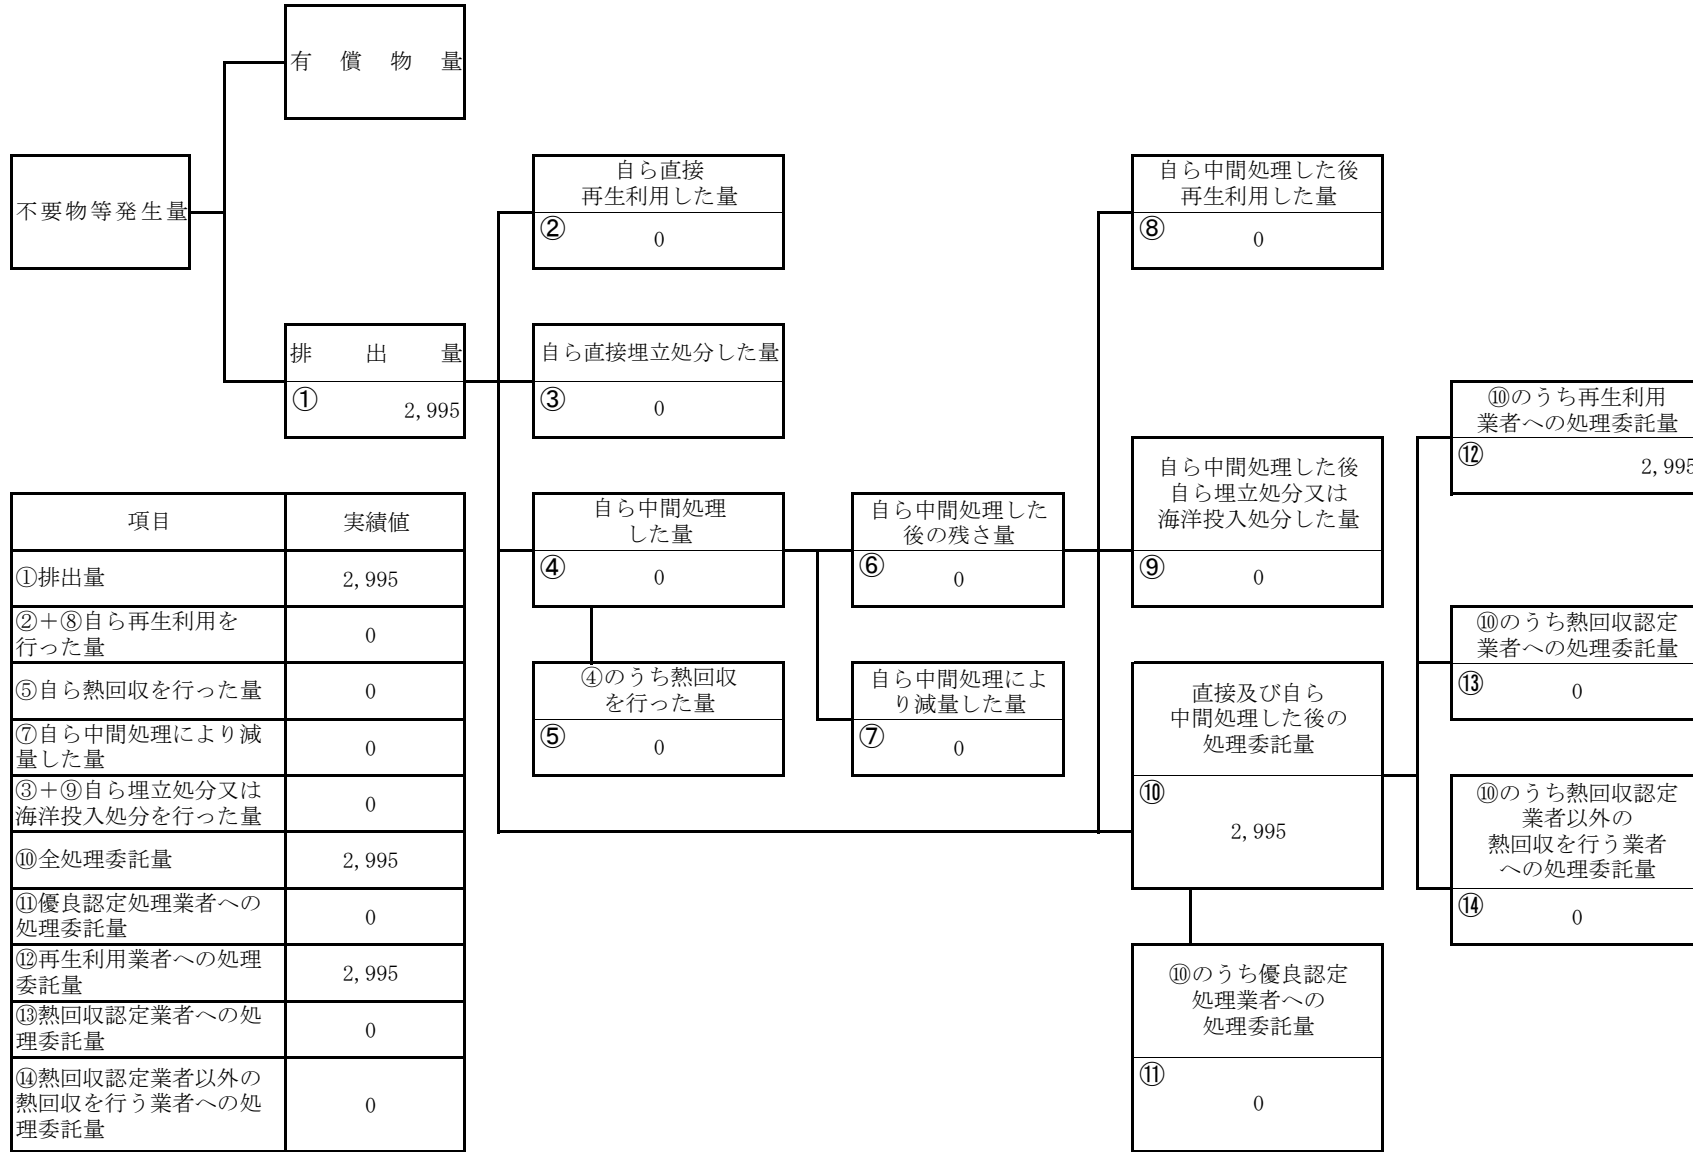 有償物量
不要物等発生量
自ら直接
再生利用した量
②
0
自ら中間処理した後
再生利用した量
⑧
0
排出量
①
2,995
自ら直接埋立処分した量
③
0
⑩のうち再生利用
業者への処理委託量
⑫
2,995
自ら中間処理
した量
④
0
自ら中間処理した
後の残さ量
⑥
0
自ら中間処理した後
自ら埋立処分又は
海洋投入処分した量
⑨
0
④のうち熱回収
を行った量
⑤
0
自ら中間処理によ
り減量した量
⑦
0
直接及び自ら
中間処理した後の
処理委託量
⑩
2,995
⑩のうち熱回収認定
業者への処理委託量
⑬
0
⑩のうち熱回収認定
業者以外の
熱回収を行う業者
への処理委託量
⑭
0
⑩のうち優良認定
処理業者への
処理委託量
⑪
0
項目 実績値
①排出量 2,995
②＋⑧自ら再生利用を
行った量 0
⑤自ら熱回収を行った量 0
⑦自ら中間処理により減
量した量 0
③＋⑨自ら埋立処分又は
海洋投入処分を行った量 0
⑩全処理委託量 2,995
⑪優良認定処理業者への
処理委託量 0
⑫再生利用業者への処理
委託量 2,995
⑬熱回収認定業者への処
理委託量 0
⑭熱回収認定業者以外の
熱回収を行う業者への処
理委託量 0